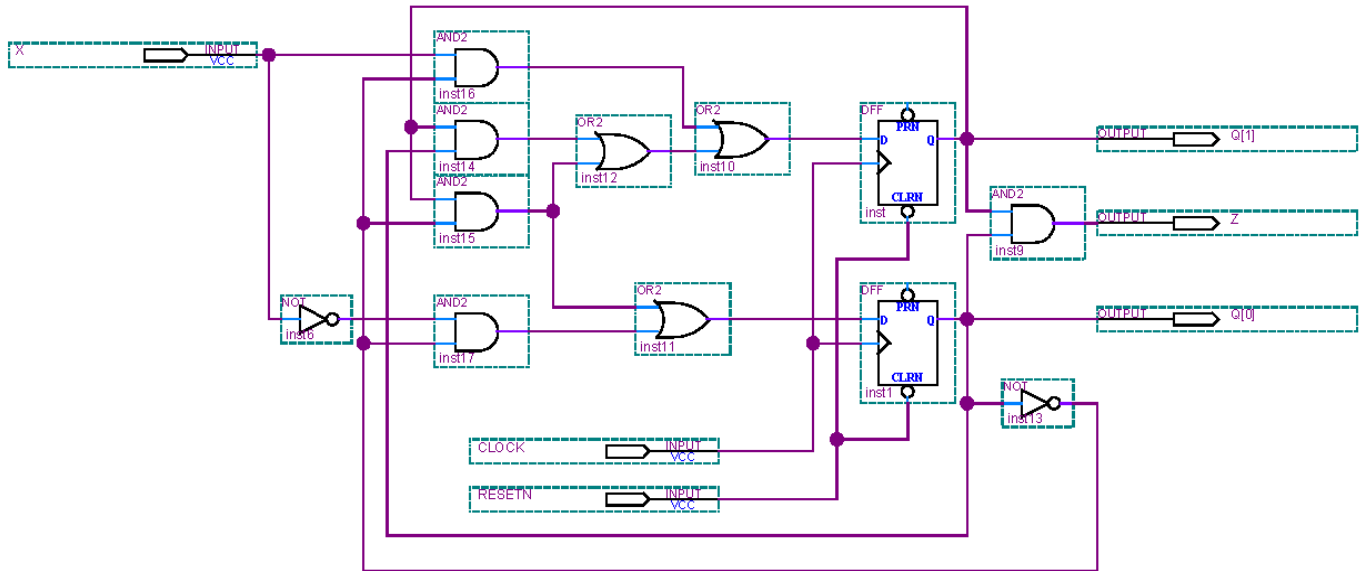 X
INPUT
VCC
AND2
inst16
AND2
inst14
AND2
inst15
OR2
inst12
OR2
inst10
DFF
PRN
D
Q
CLRN
inst
OUTPUT
Q[1]
AND2
inst9
OUTPUT
Z
NOT
inst6
AND2
inst17
OR2
inst11
DFF
PRN
D
Q
CLRN
inst1
OUTPUT
Q[0]
NOT
inst13
CLOCK
INPUT
VCC
RESETN
INPUT
VCC